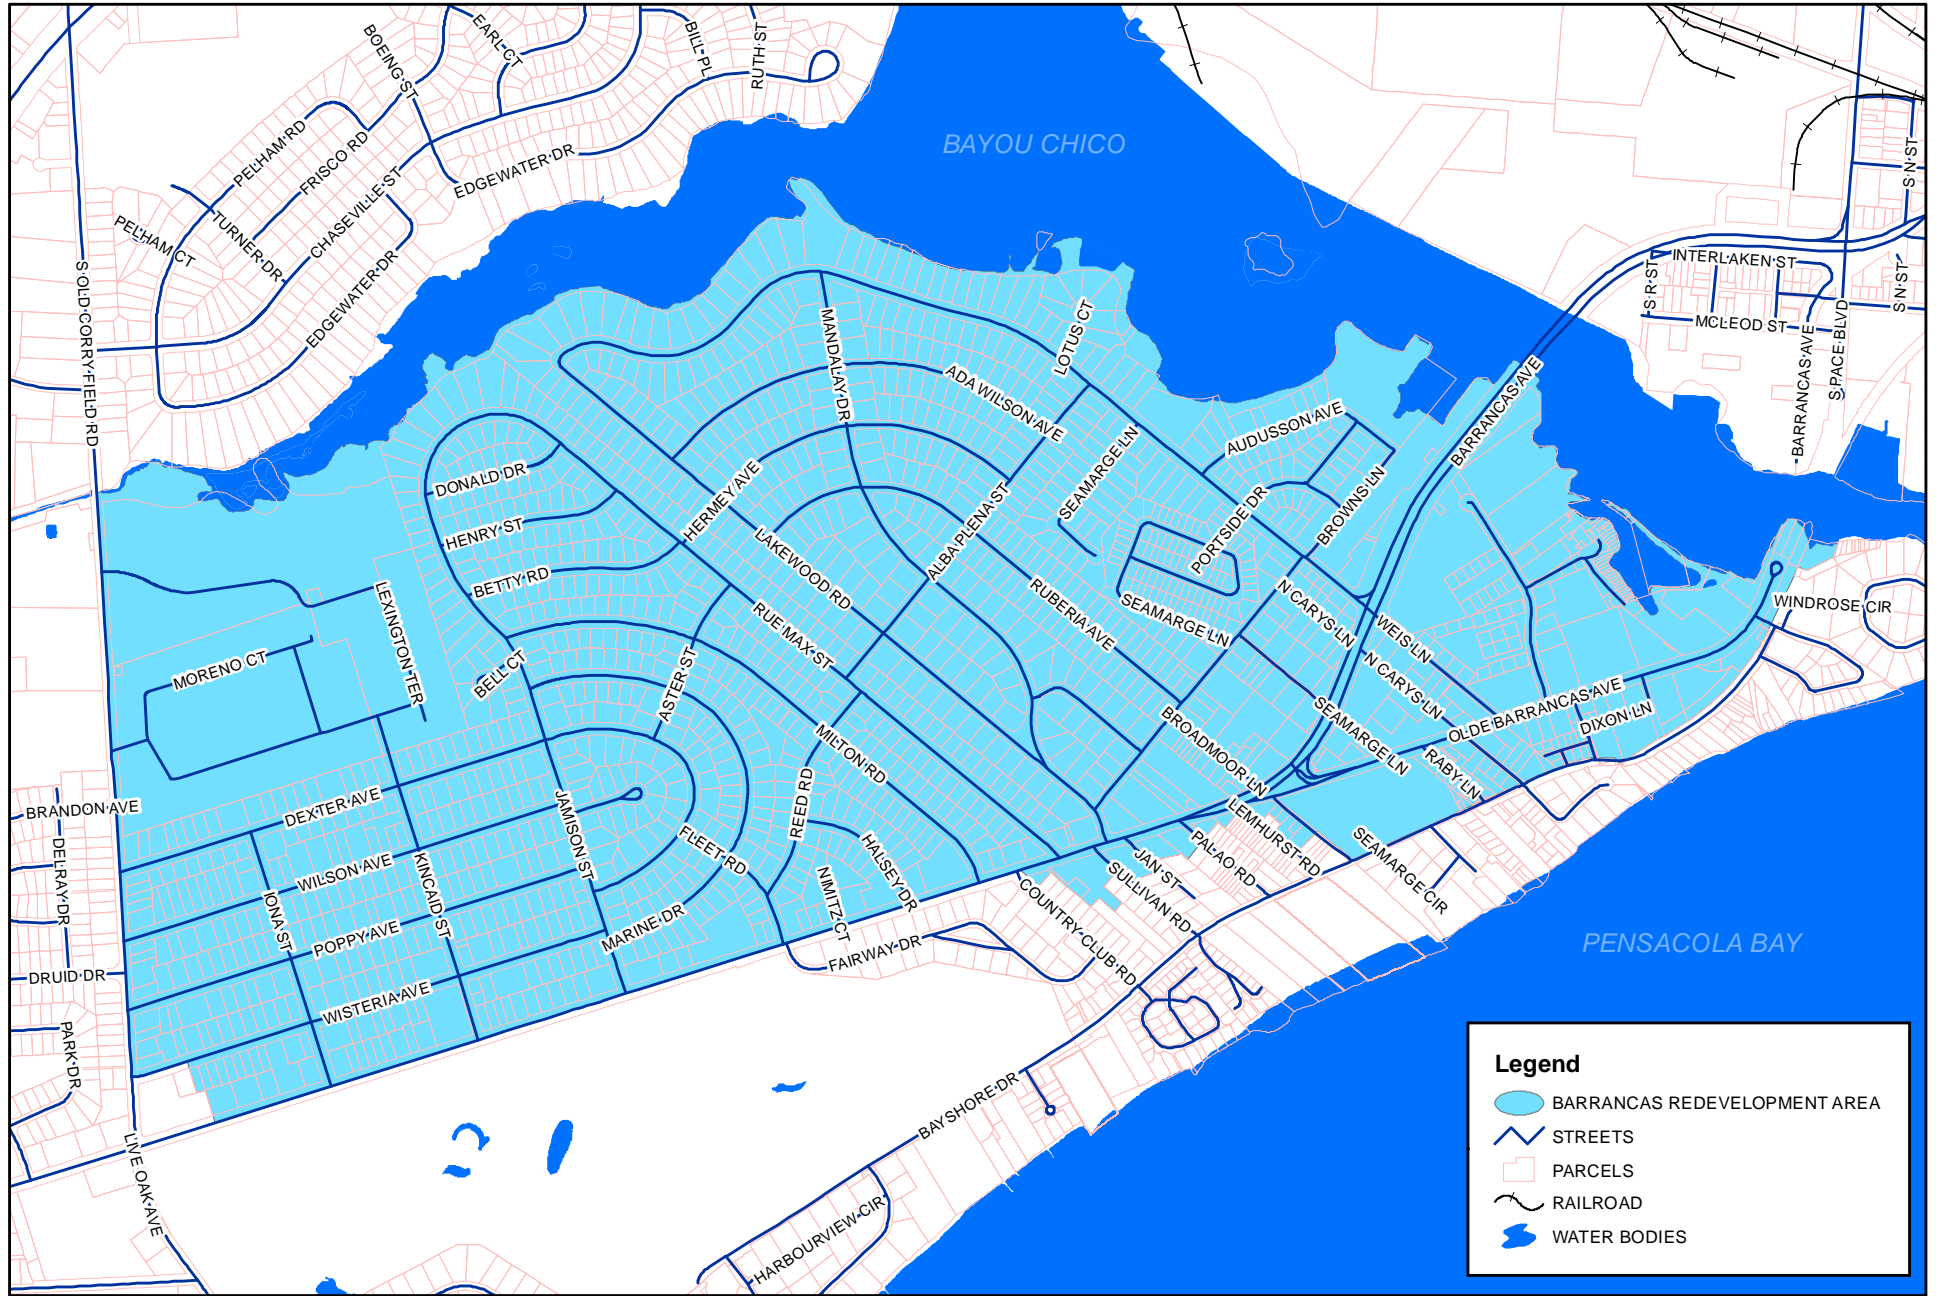 EARL CT
BOEING ST
BILL PL
RUTH ST
BAYOU CHICO
PELHAM RD
FRISCO RD
CHASEVILLE ST
EDGEWATER DR
S N ST
PELHAM CT
TURNER DR
EDGEWATER DR
S OLD CORRY FIELD RD
INTERLAKEN ST
S R ST
S N ST
MCLEOD ST
BARRANCAS AVE
S PACE BLVD
MANDALAY DR
LOTUS CT
ADA WILSON AVE
BARRANCAS AVE
AUDUSSON AVE
SEAMARGE LN
DONALD DR
HERMEY AVE
HENRY ST
ALBA PLENA ST
PORTSIDE DR
BROWNS LN
LAKEWOOD RD
BETTY RD
LEXINGTON TER
RUBERIA AVE
SEAMARGE LN
N CARYS LN
WEIS LN
WINDROSE CIR
RUE MAX ST
MORENO CT
BELL CT
ASTER ST
N CARYS LN
SEAMARGE LN
OLDE BARRANCAS AVE
DIXON LN
BROADMOOR LN
MILTON RD
RABY LN
BRANDON AVE
DEXTER AVE
JAMISON ST
REED RD
LEMHURST RD
DEL RAY DR
WILSON AVE
KINCAID ST
FLEET RD
HALSEY DR
NIMITZ CT
JAN ST
PALAO RD
SULLIVAN RD
SEAMARGE CIR
COUNTRY CLUB RD
IONA ST
POPPY AVE
MARINE DR
FAIRWAY DR
PENSACOLA BAY
DRUID DR
WISTERIA AVE
PARK DR
BAYSHORE DR
LIVE OAK AVE
HARBOURVIEW CIR
Legend
BARRANCAS REDEVELOPMENT AREA
STREETS
PARCELS
RAILROAD
WATER BODIES